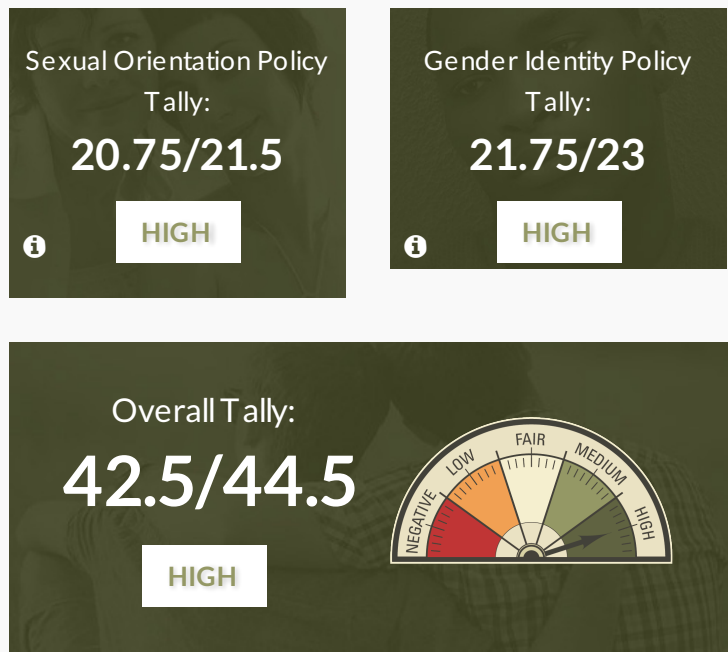 Sexual Orientation Policy
Tally:
20.75/21.5
HIGH
Gender Identity Policy
Tally:
21.75/23
HIGH
Overall Tally:
42.5/44.5
HIGH
NEGATIVE
LOW
FAIR
MEDIUM
HIGH